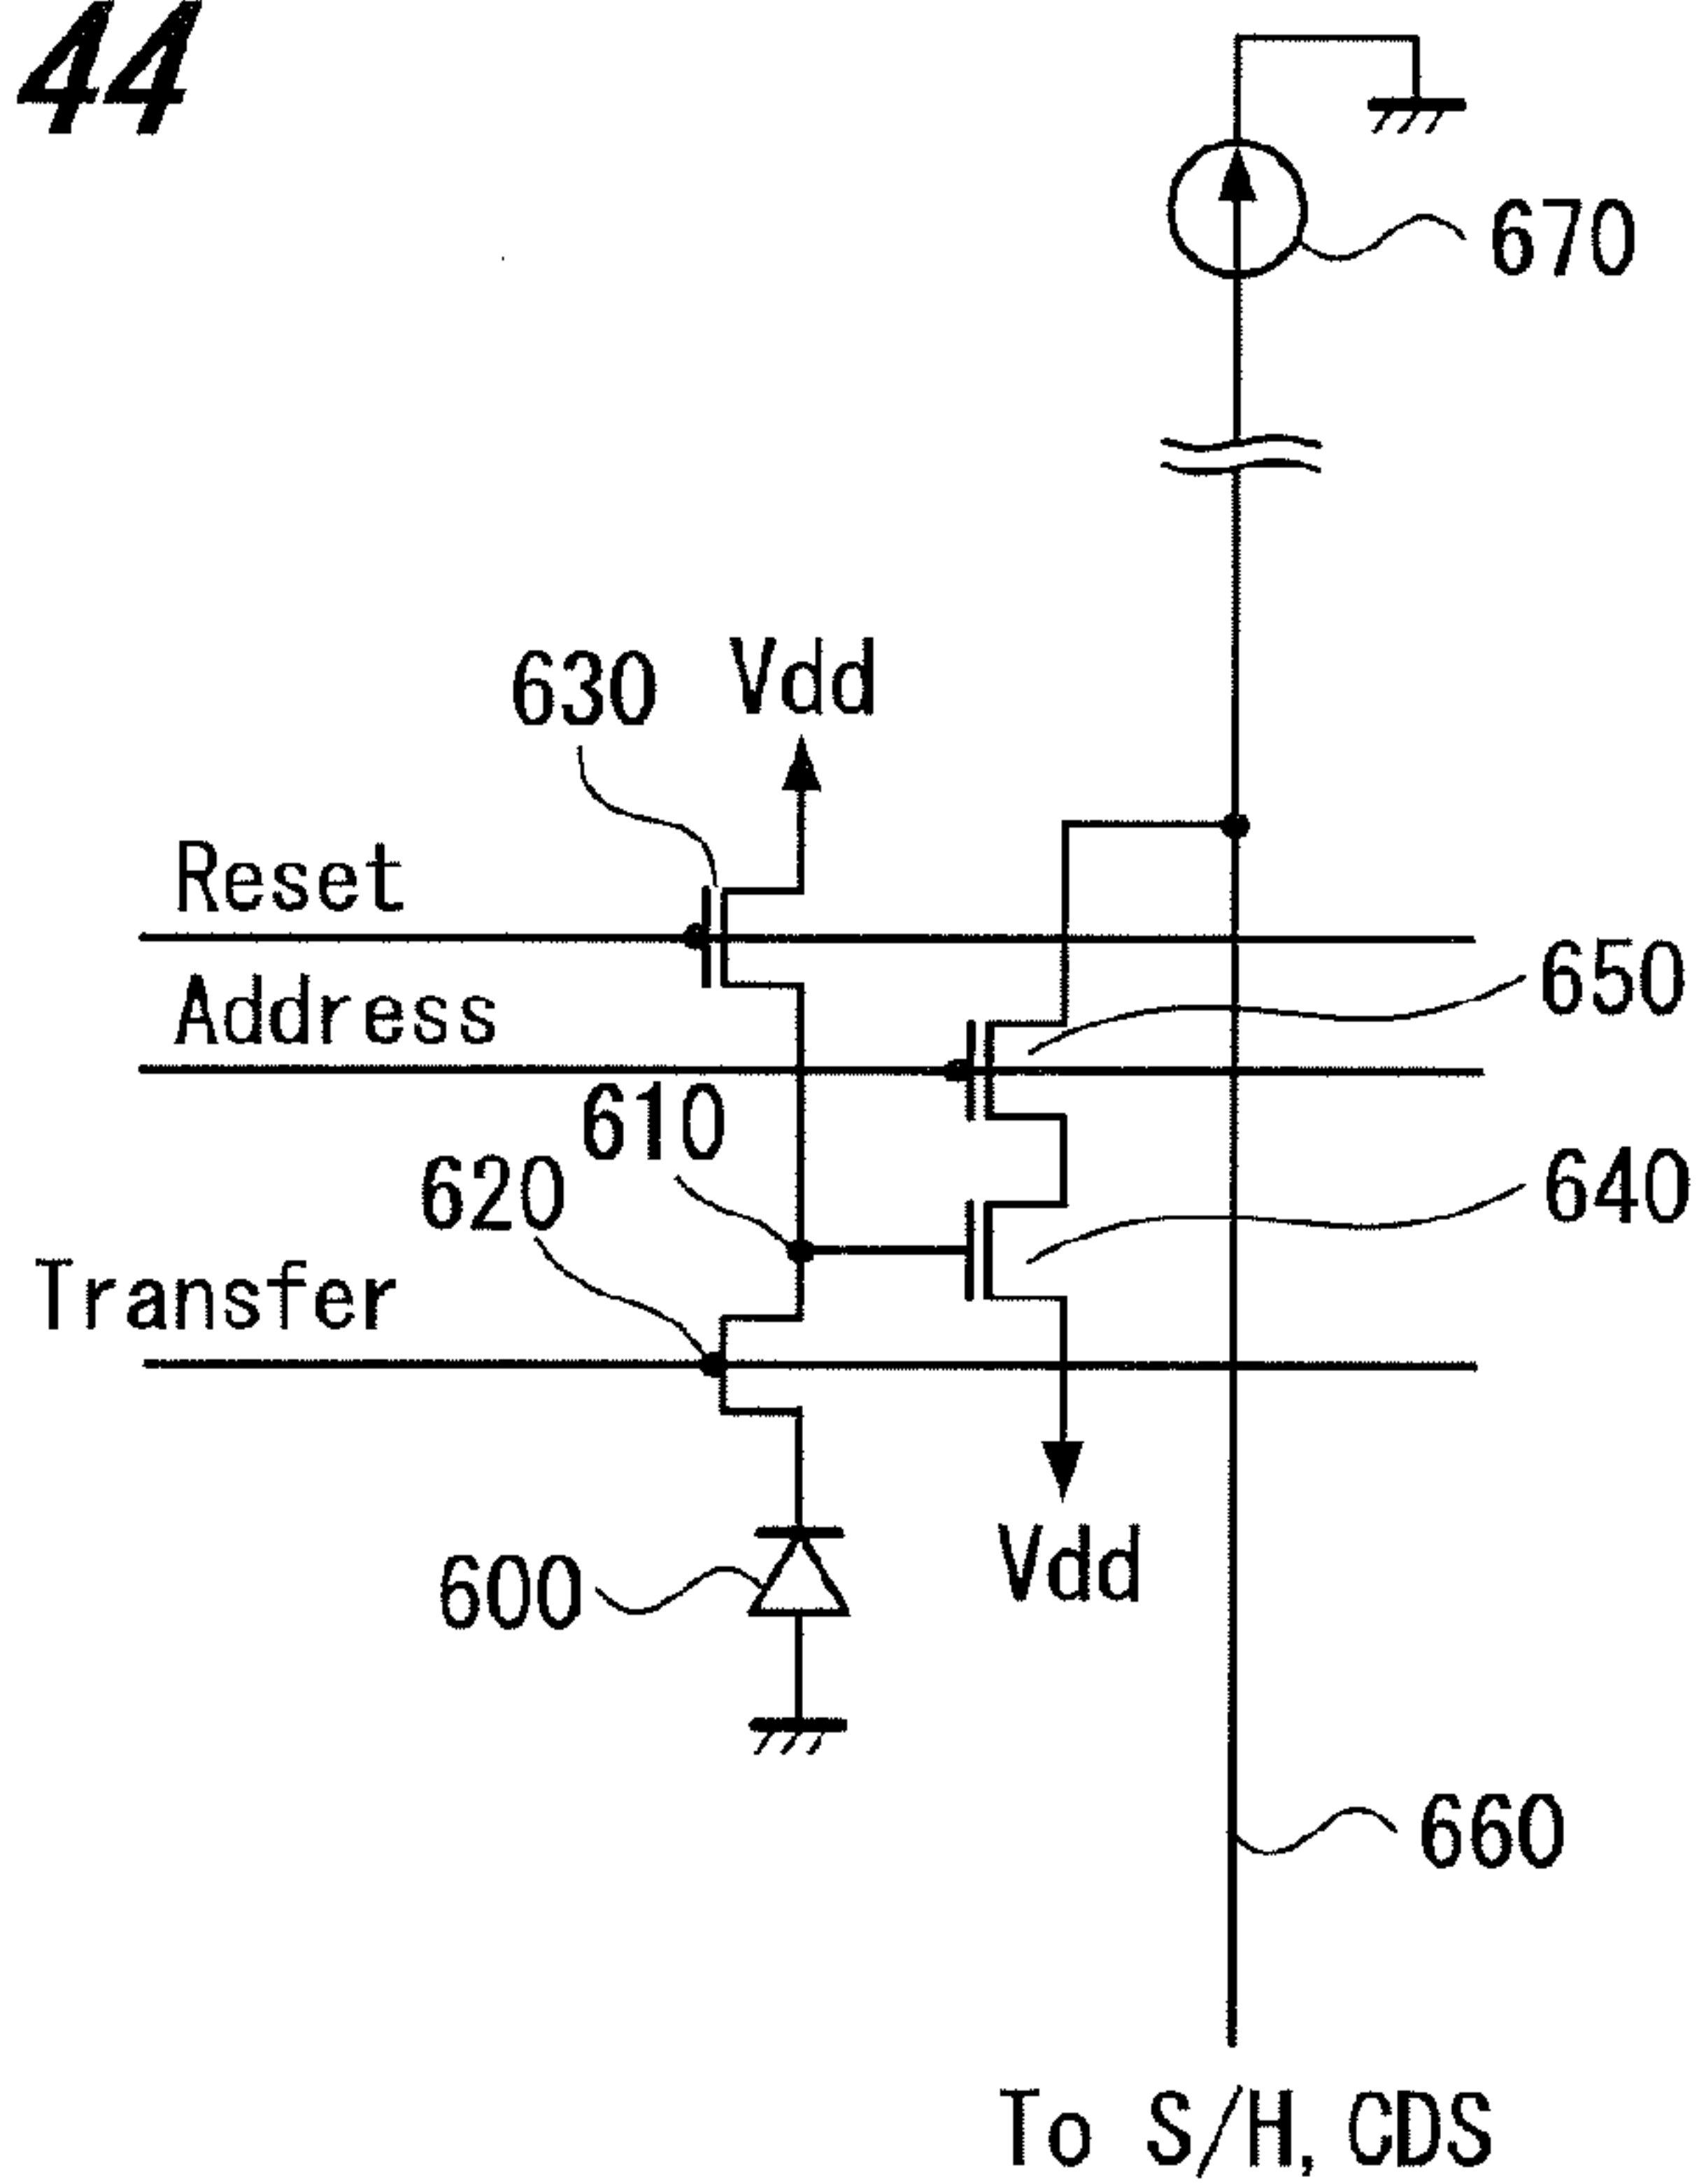 44
670
630 Vdd
Reset
650
Address
610
640
620
Transfer
600
Vdd
660
To S/H, CDS